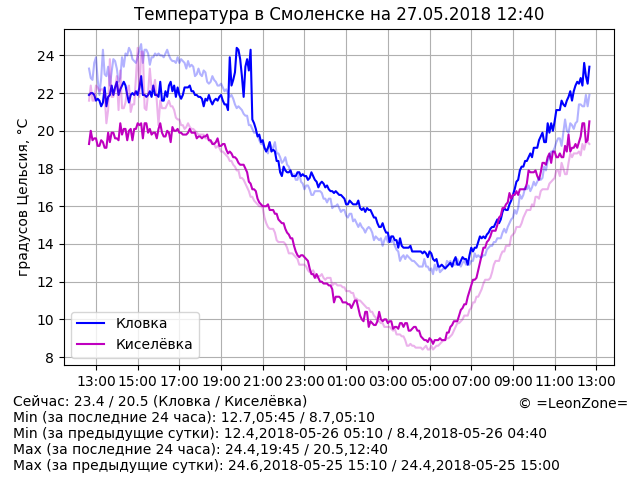 Температура в Смоленске на 27.05.2018 12:40
градусов Цельсия, °C
24
22
20
18
16
14
12
10
8
Кловка
Киселёвка
13:00 15:00 17:00 19:00 21:00 23:00 01:00 03:00 05:00 07:00 09:00 11:00 13:00
Сейчас: 23.4 / 20.5 (Кловка / Киселёвка)
© =LeonZone=
Min (за последние 24 часа): 12.7,05:45 / 8.7,05:10
Min (за предыдущие сутки): 12.4,2018-05-26 05:10 / 8.4,2018-05-26 04:40
Max (за последние 24 часа): 24.4,19:45 / 20.5,12:40
Max (за предыдущие сутки): 24.6,2018-05-25 15:10 / 24.4,2018-05-25 15:00